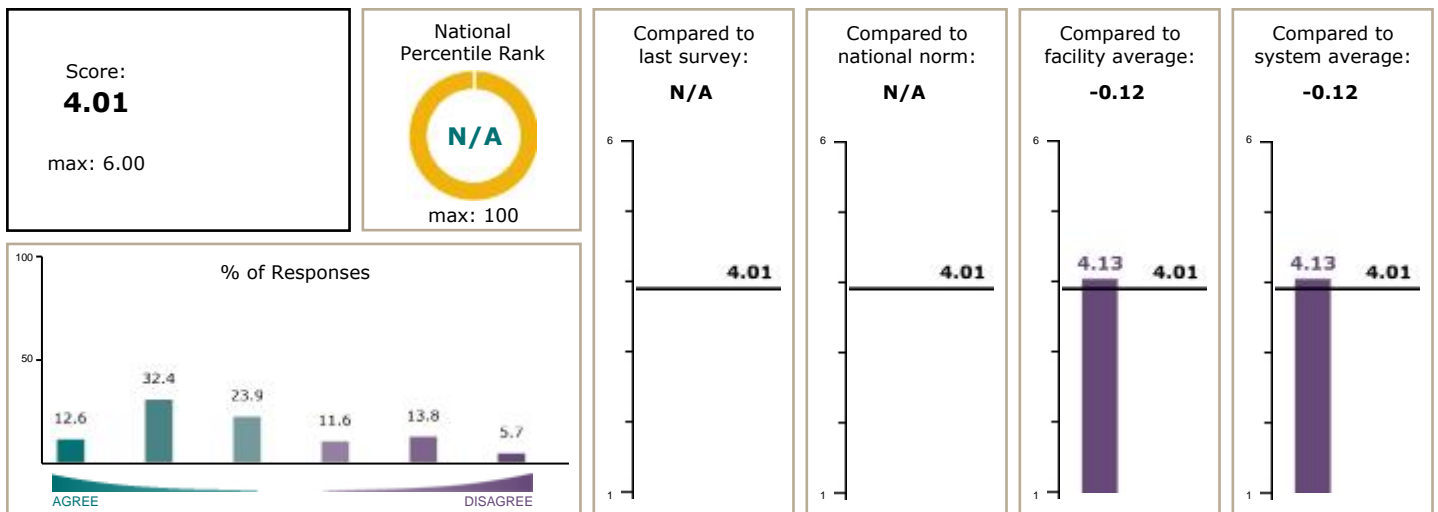 Score:
4.01
max: 6.00
National
Percentile Rank
N/A
max: 100
% of Responses
100
50
12.6
32.4
23.9
11.6
13.8
5.7
AGREE
DISAGREE
Compared to
last survey:
N/A
6
4.01
1
Compared to
national norm:
N/A
6
4.01
1
Compared to
facility average:
-0.12
6
4.13
4.01
1
Compared to
system average:
-0.12
6
4.13
4.01
1